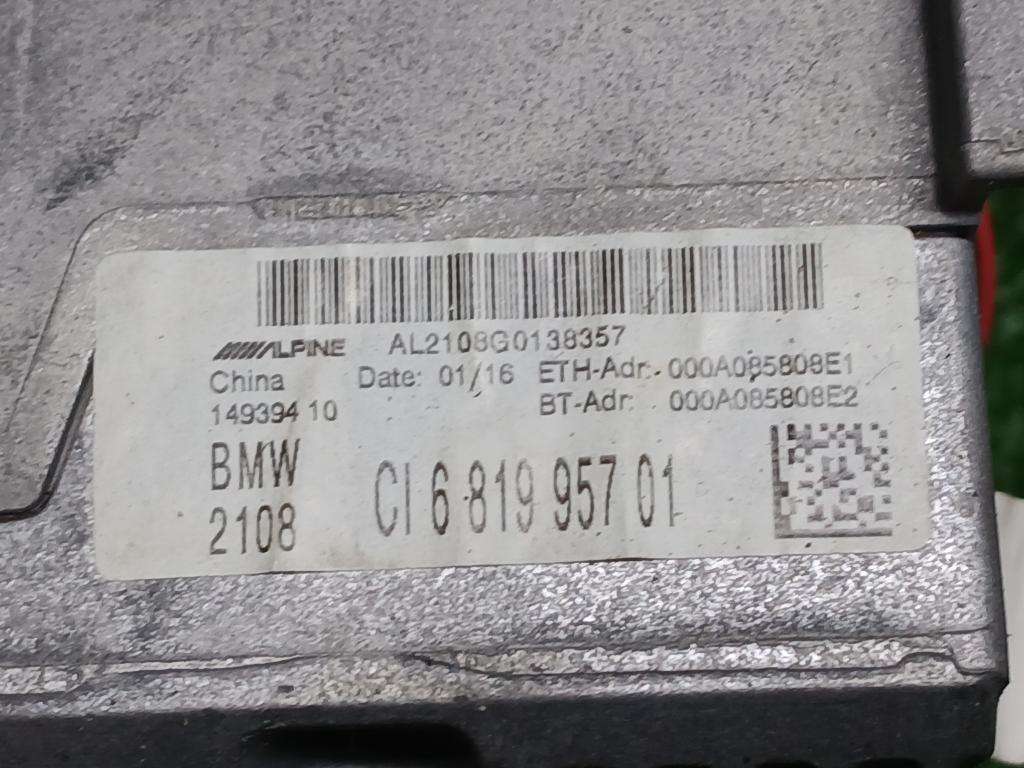 ALPINE AL2108G0138357
China Date: 01/16 ETH-Adr: 000A085808E1
149394 10 BT-Adr: 000A085808E2
BMW
2108 CI 6 819 957 01